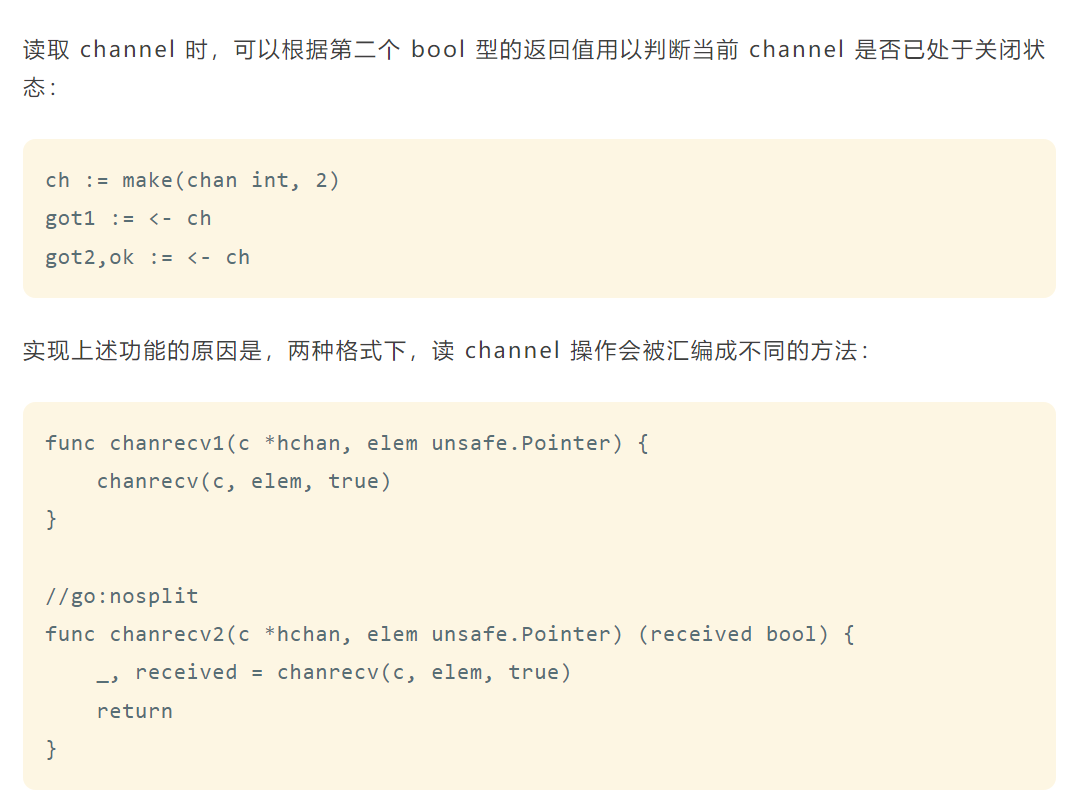 读取 channel 时，可以根据第二个 bool 型的返回值用以判断当前 channel 是否已处于关闭状
态：
ch := make(chan int, 2)
got1 := <- ch
got2,ok := <- ch
实现上述功能的原因是，两种格式下，读 channel 操作会被汇编成不同的方法：
func chanrecv1(c *hchan, elem unsafe.Pointer) {
    chanrecv(c, elem, true)
}
//go:nosplit
func chanrecv2(c *hchan, elem unsafe.Pointer) (received bool) {
    _, received = chanrecv(c, elem, true)
    return
}